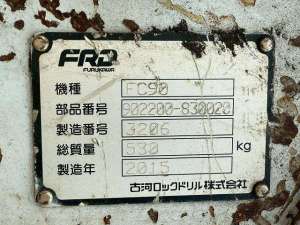 FRD
FURUKAWA
機種 FC90
部品番号 902200-830020
製造番号 3206
総質量 530 kg
製造年 2015
古河ロックドリル株式会社